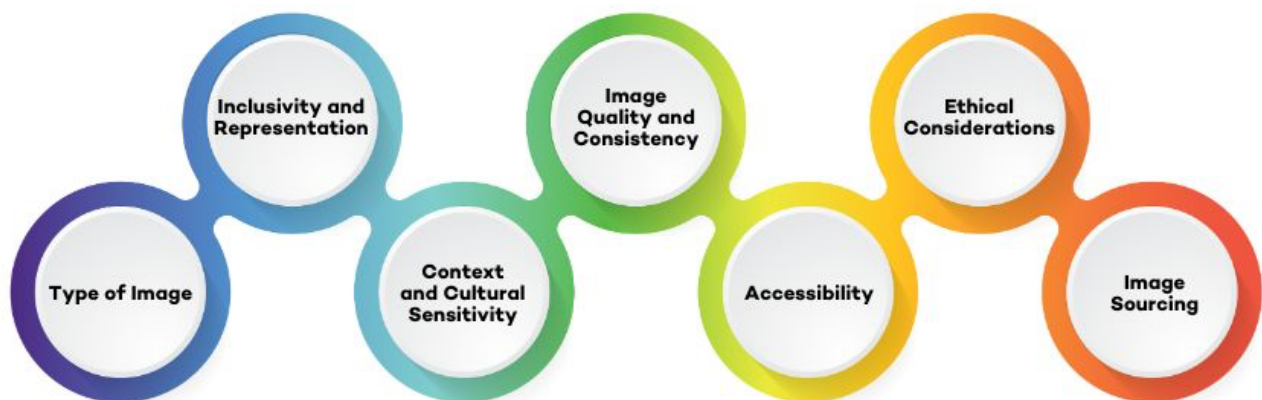 Type of Image
Inclusivity and
Representation
Context
and Cultural
Sensitivity
Image
Quality and
Consistency
Accessibility
Ethical
Considerations
Image
Sourcing